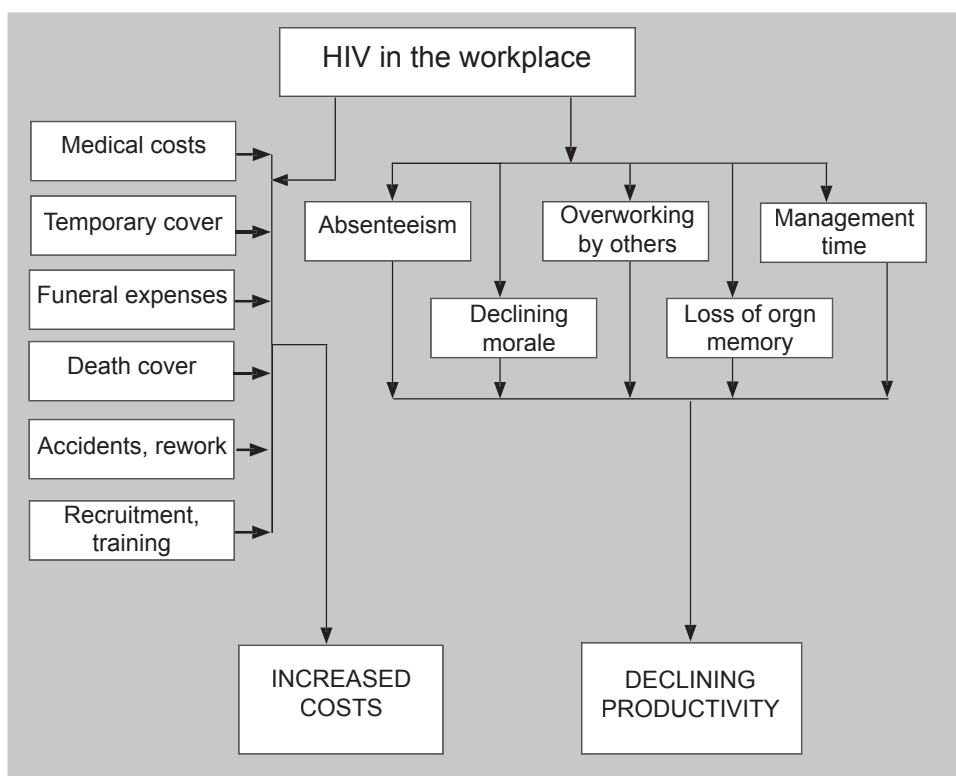 HIV in the workplace
Medical costs
Temporary cover
Funeral expenses
Death cover
Accidents, rework
Recruitment,
training
Absenteeism
Overworking
by others
Management
time
Declining
morale
Loss of orgn
memory
INCREASED
COSTS
DECLINING
PRODUCTIVITY